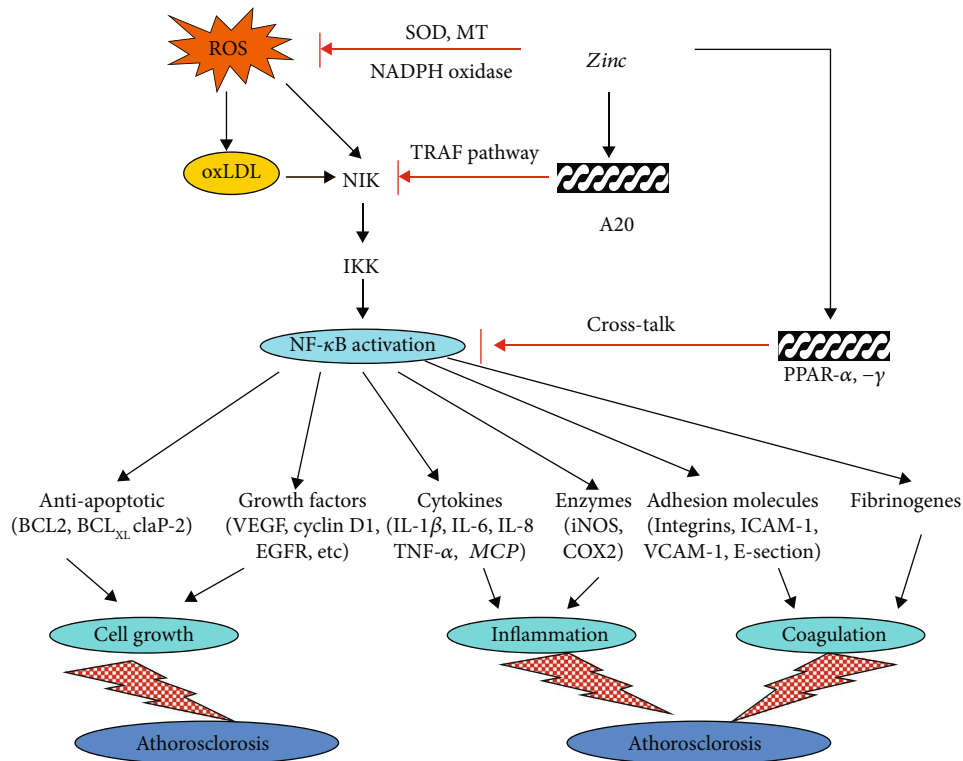 SOD, MT
ROS
NADPH oxidase
Zinc
TRAF pathway
oxLDL
NIK
A20
IKK
Cross-talk
NF-κB activation
PPAR-α, −γ
Anti-apoptotic
(BCL2, BCLXL claP-2)
Growth factors
(VEGF, cyclin D1,
EGFR, etc)
Cytokines
(IL-1β, IL-6, IL-8
TNF-α, MCP)
Enzymes
(iNOS,
COX2)
Adhesion molecules
(Integrins, ICAM-1,
VCAM-1, E-section)
Fibrinogenes
Cell growth
Inflammation
Coagulation
Athorosclorosis
Athorosclorosis